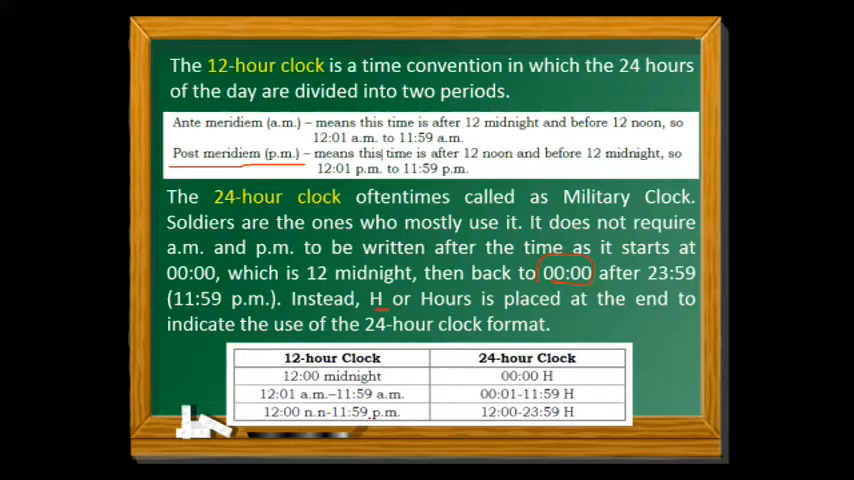 The 12-hour clock is a time convention in which the 24 hours
of the day are divided into two periods.
Ante meridiem (a.m.) – means this time is after 12 midnight and before 12 noon, so
12:01 a.m. to 11:59 a.m.
Post meridiem (p.m.) – means this time is after 12 noon and before 12 midnight, so
12:01 p.m. to 11:59 p.m.
The 24-hour clock oftentimes called as Military Clock.
Soldiers are the ones who mostly use it. It does not require
a.m. and p.m. to be written after the time as it starts at
00:00, which is 12 midnight, then back to 00:00 after 23:59
(11:59 p.m.). Instead, H or Hours is placed at the end to
indicate the use of the 24-hour clock format.
12-hour Clock 24-hour Clock
12:00 midnight 00:00 H
12:01 a.m.–11:59 a.m. 00:01-11:59 H
12:00 n.n-11:59 p.m. 12:00-23:59 H